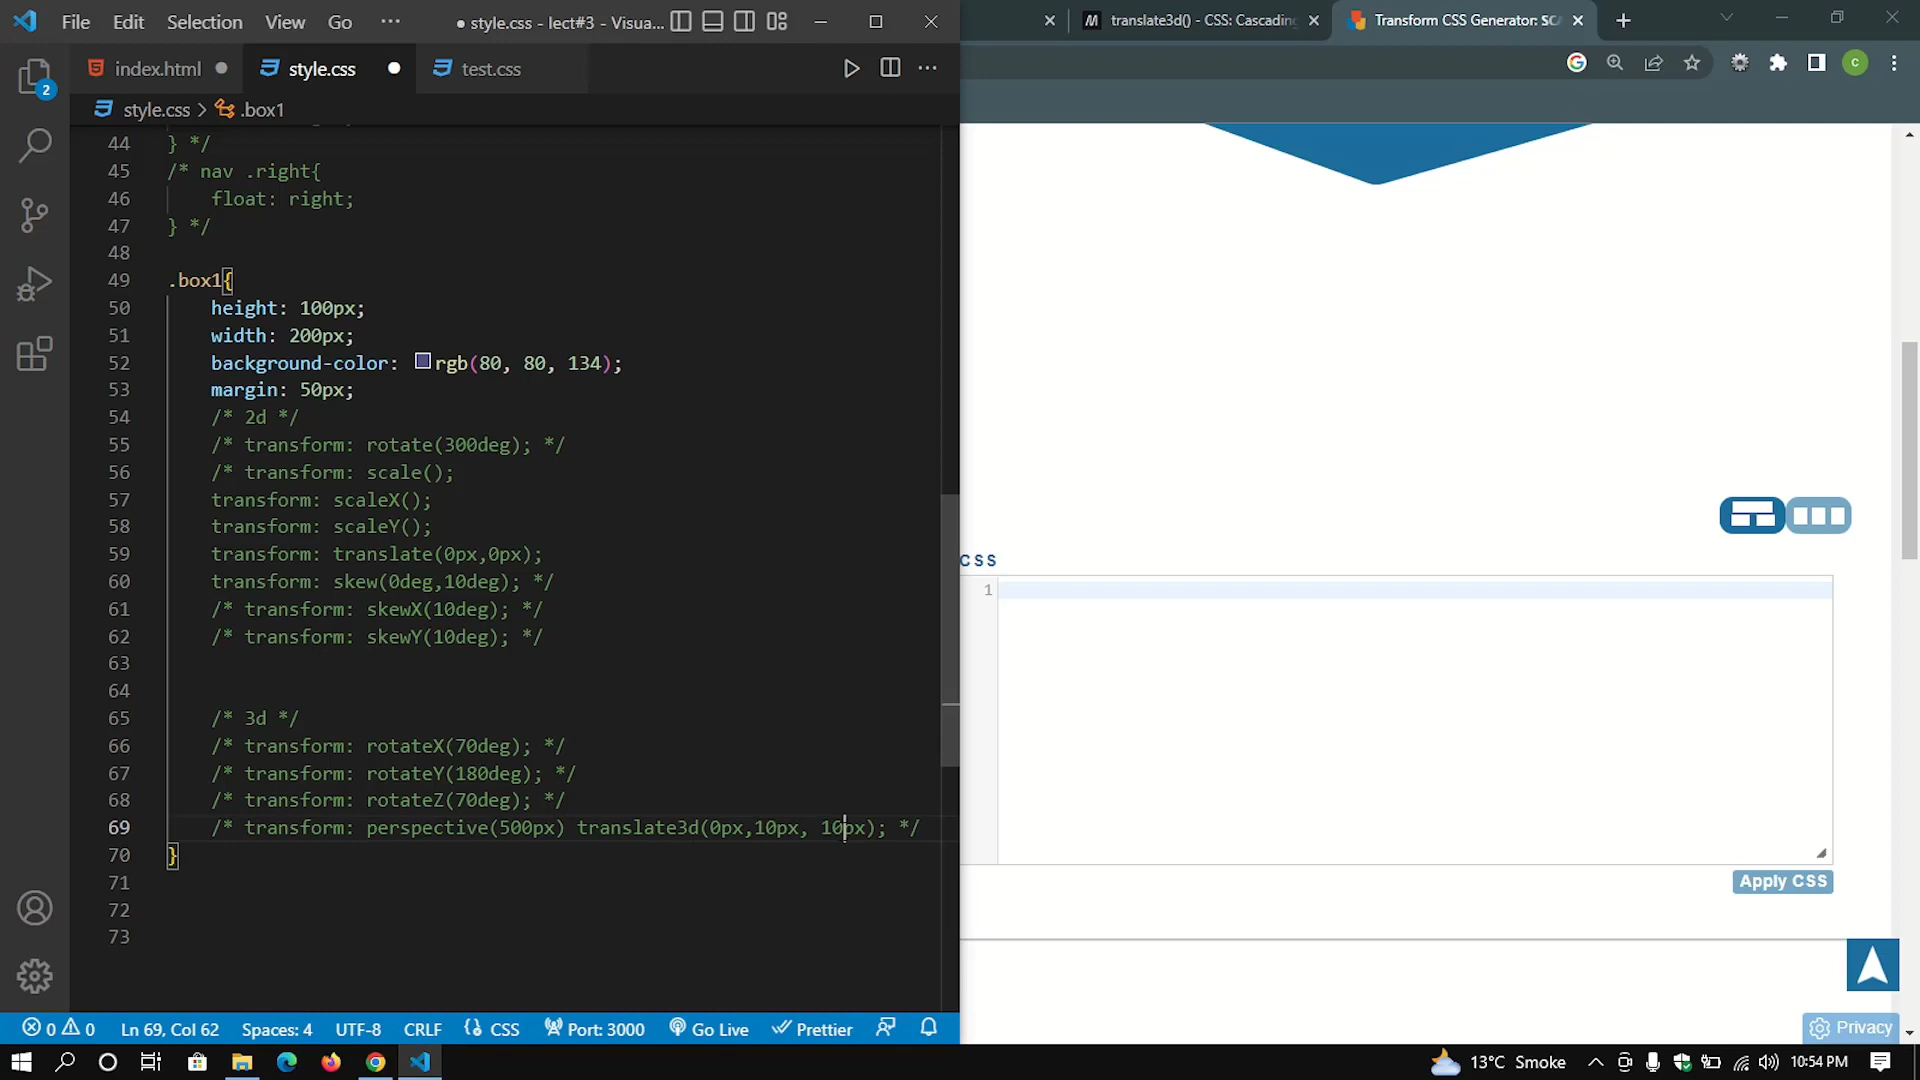 File Edit Selection View Go ··· ● style.css - lect#3 - Visua...
translate3d() - CSS: Cascading
Transform CSS Generator: sca
index.html ● style.css ● test.css
style.css > .box1
2
44 } */
45 /* nav .right{
46 float: right;
47 } */
48
49 .box1{
50 height: 100px;
51 width: 200px;
52 background-color: rgb(80, 80, 134);
53 margin: 50px;
54 /* 2d */
55 /* transform: rotate(300deg); */
56 /* transform: scale();
57 transform: scaleX();
58 transform: scaleY();
59 transform: translate(0px,0px);
60 transform: skew(0deg,10deg); */
61 /* transform: skewX(10deg); */
62 /* transform: skewY(10deg); */
63
64
65 /* 3d */
66 /* transform: rotateX(70deg); */
67 /* transform: rotateY(180deg); */
68 /* transform: rotateZ(70deg); */
69 /* transform: perspective(500px) translate3d(0px,10px, 10px); */
70 }
71
72
73
c
CSS
1
Apply CSS
Privacy
0 0 Ln 69, Col 62 Spaces: 4 UTF-8 CRLF CSS Port: 3000 Go Live Prettier
13°C Smoke 10:54 PM